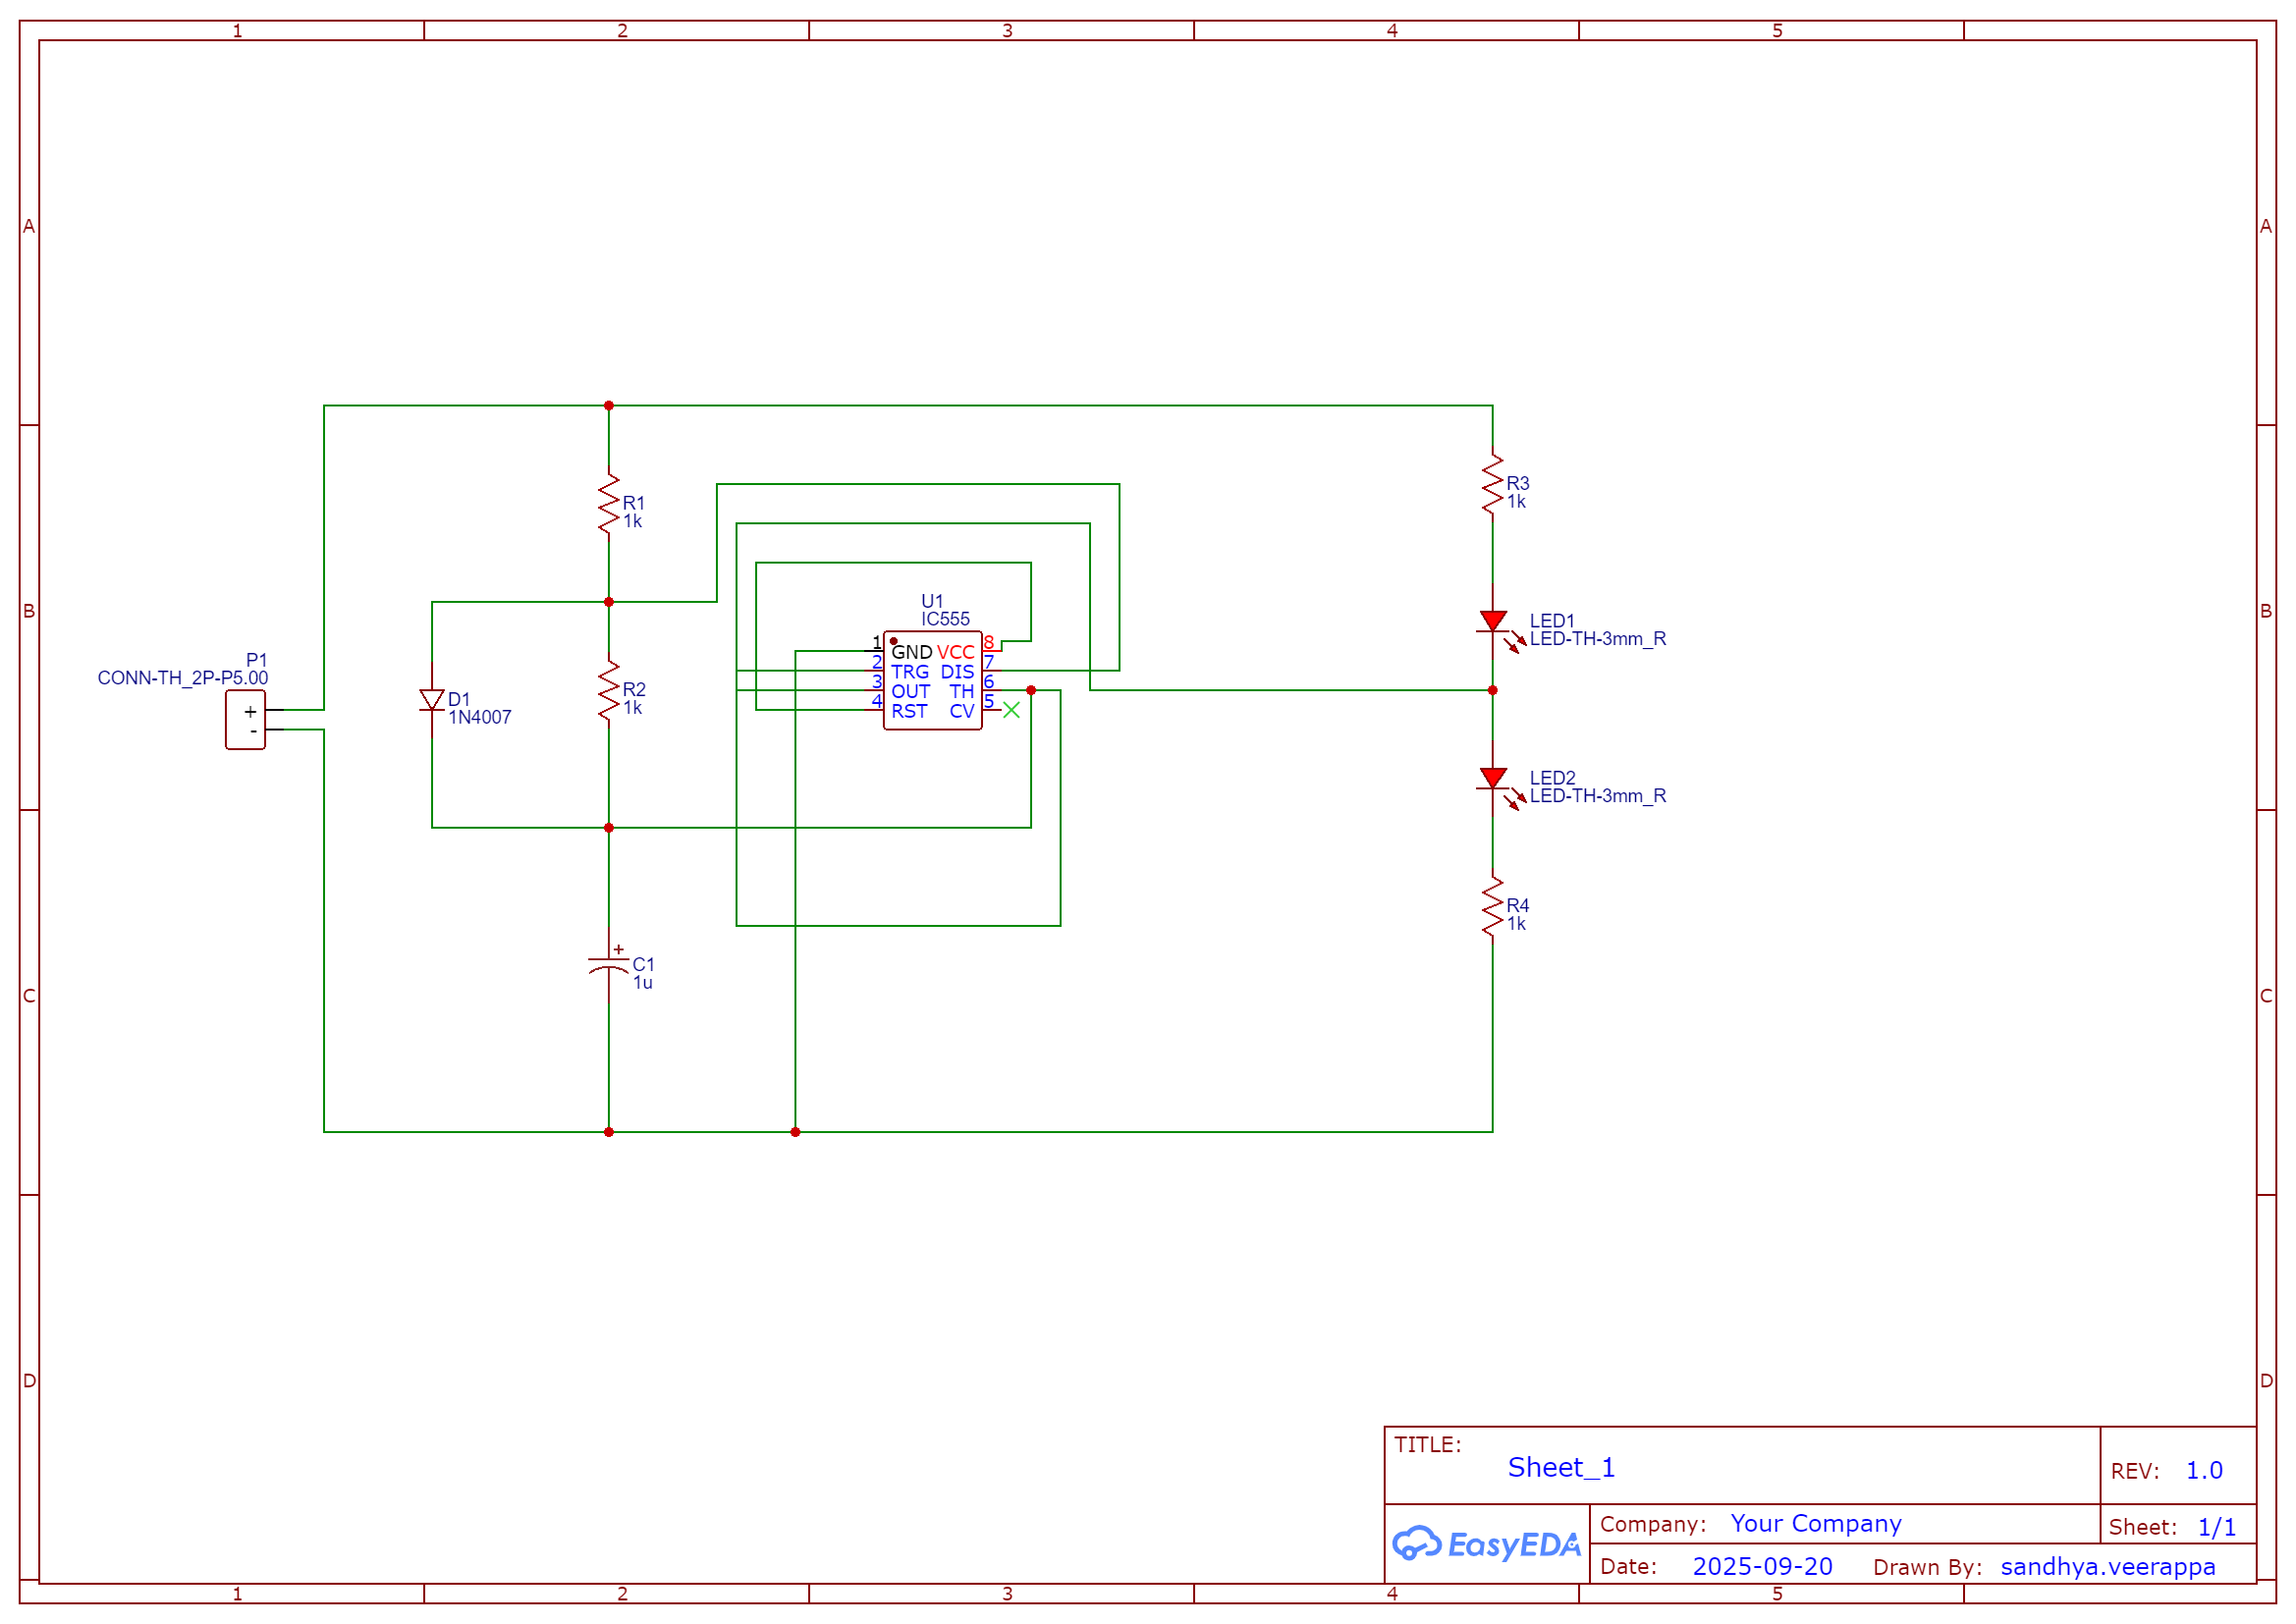 1 2 3 4 5
A A
R1
1k
R3
1k
U1
IC555
B B
LED1
LED-TH-3mm_R
P1
CONN-TH_2P-P5.00
+
-
D1
1N4007
R2
1k
1 GND VCC 8
2 TRG DIS 7
3 OUT TH 6
4 RST CV 5
LED2
LED-TH-3mm_R
R4
1k
+
C1
1u
C C
D D
TITLE:
Sheet_1
REV: 1.0
EasyEDA
Company: Your Company
Sheet: 1/1
Date: 2025-09-20 Drawn By: sandhya.veerappa
1 2 3 4 5